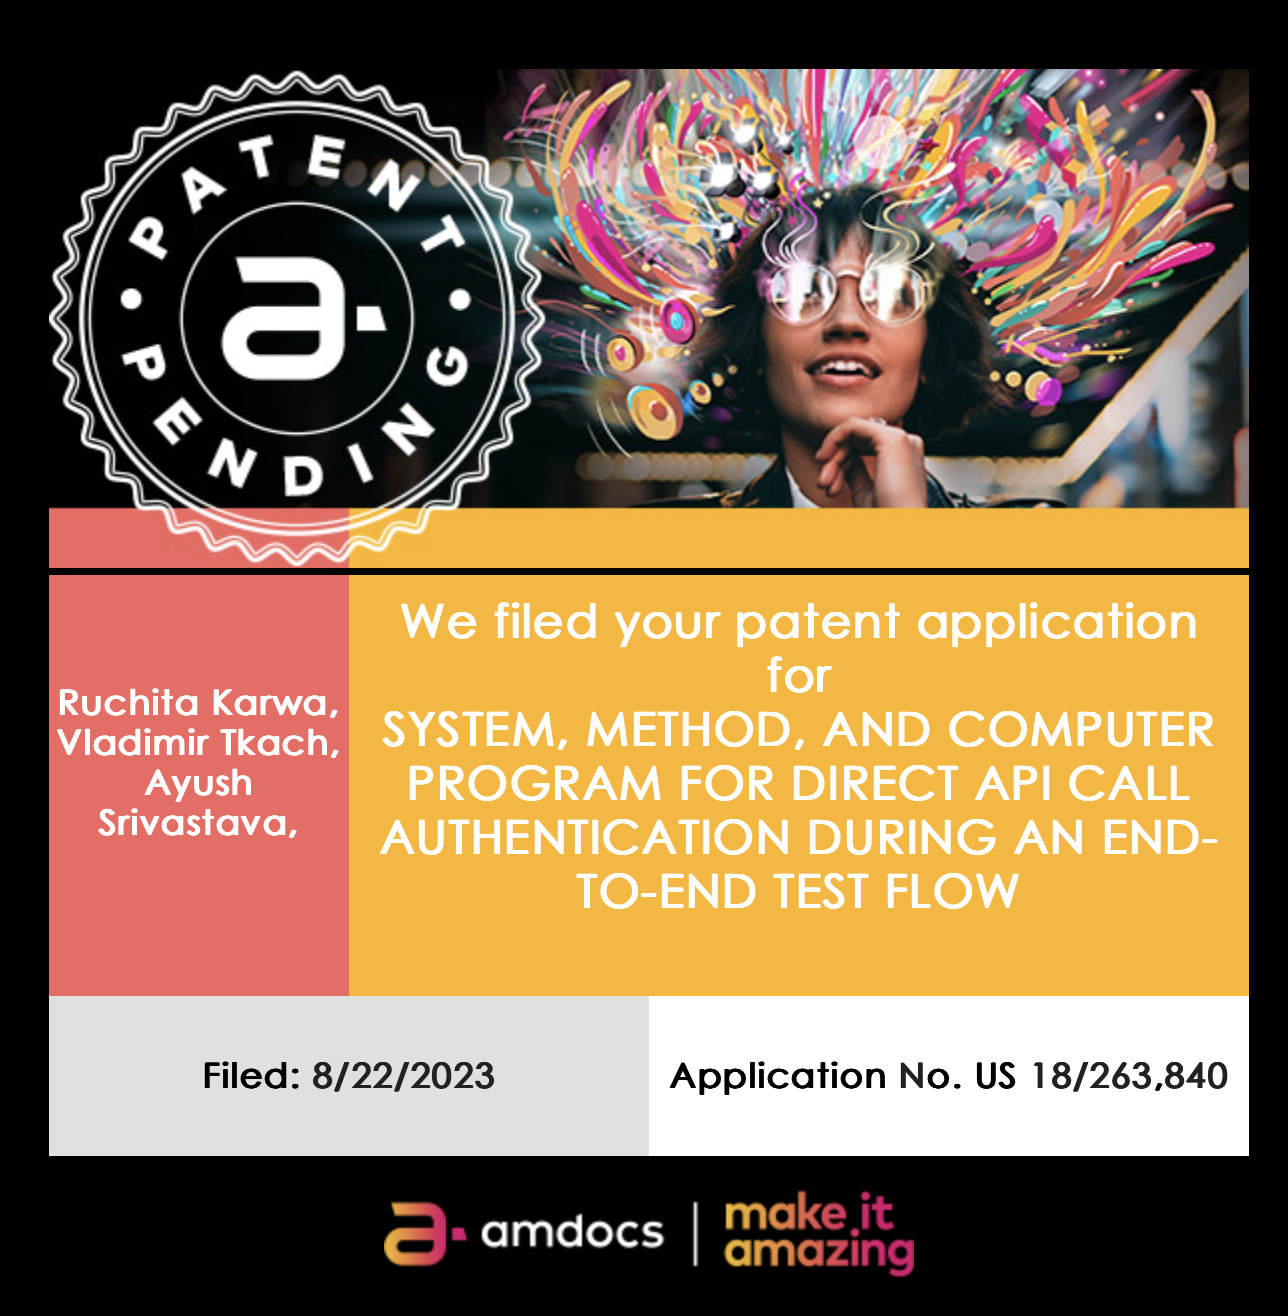 PATENT
PENDING
a
Ruchita Karwa,
Vladimir Tkach,
Ayush
Srivastava,
We filed your patent application
for
SYSTEM, METHOD, AND COMPUTER
PROGRAM FOR DIRECT API CALL
AUTHENTICATION DURING AN END-
TO-END TEST FLOW
Filed: 8/22/2023
Application No. US 18/263,840
a amdocs
make it
amazing